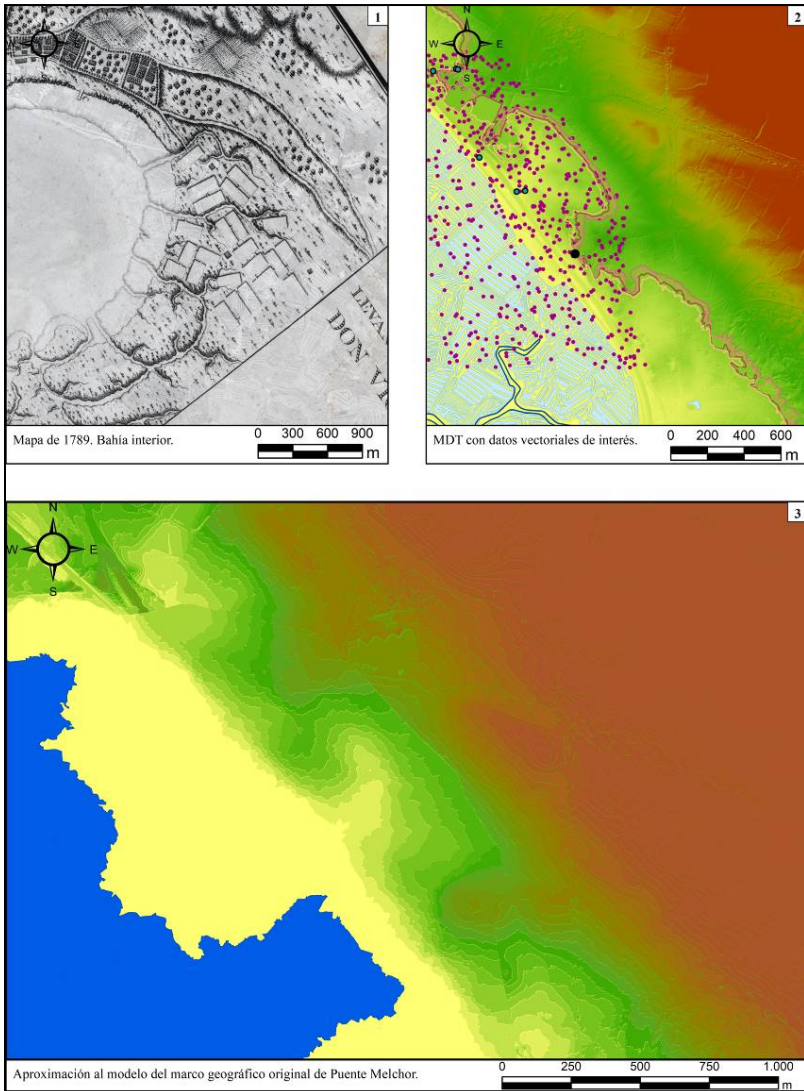 1
W E
Mapa de 1789. Bahía interior.
0 300 600 900
m
LEVA
DON VI
2
W E
S
MDT con datos vectoriales de interés.
0 200 400 600
m
3
N
W E
S
Aproximación al modelo del marco geográfico original de Puente Melchor.
0 250 500 750 1.000
m